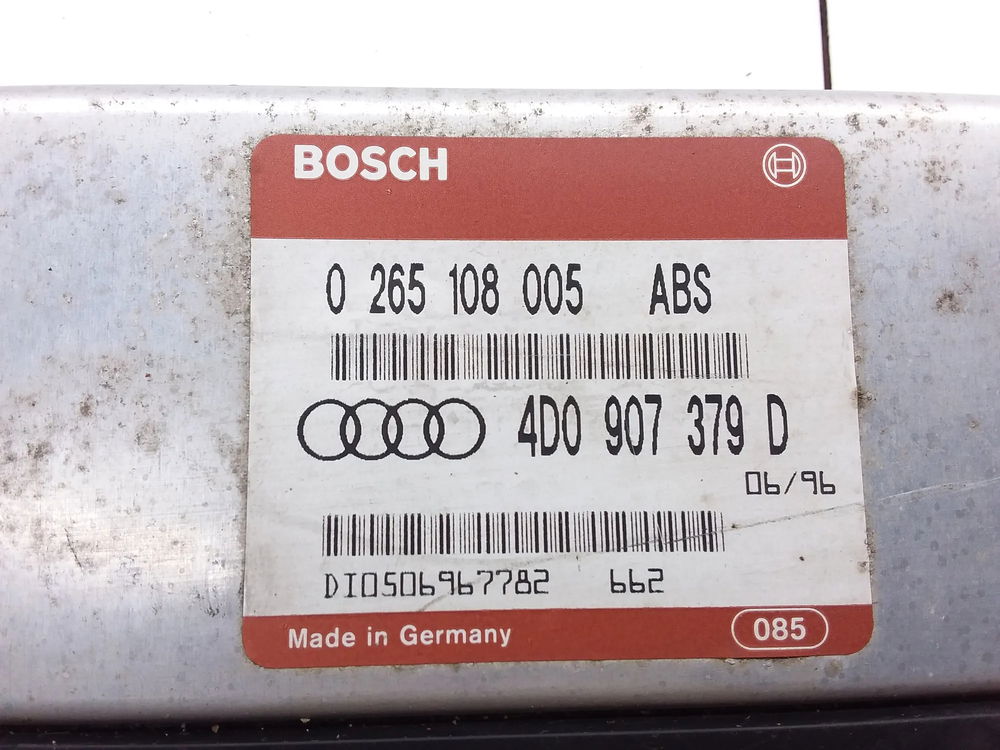 BOSCH
0 265 108 005 ABS
4D0 907 379 D
06/96
DI0506967782 662
Made in Germany 085